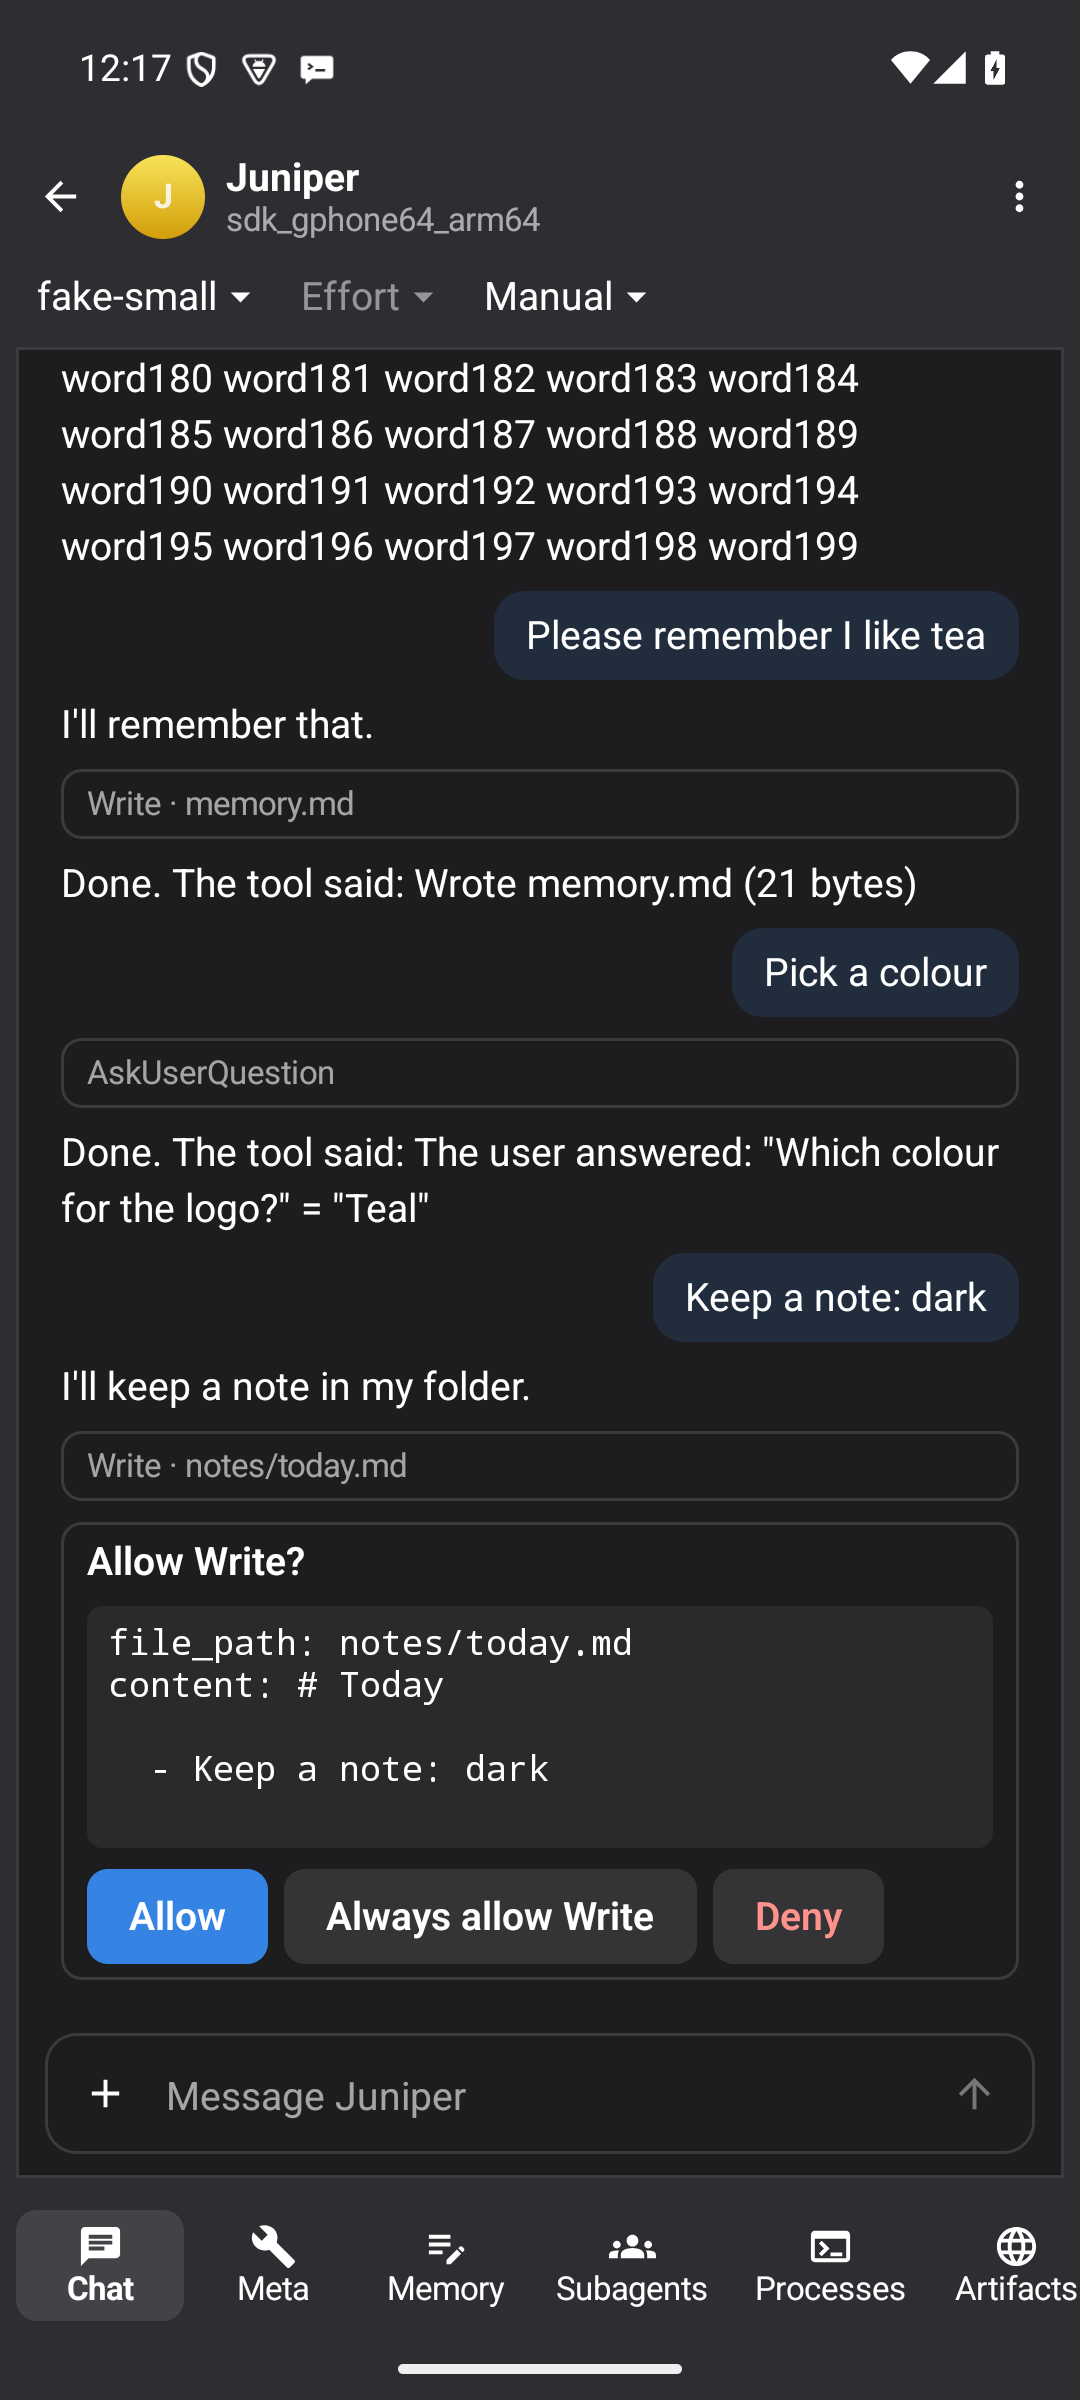 12:17
J
Juniper
sdk_gphone64_arm64
fake-small
Effort
Manual
word180 word181 word182 word183 word184
word185 word186 word187 word188 word189
word190 word191 word192 word193 word194
word195 word196 word197 word198 word199
Please remember I like tea
I'll remember that.
Write · memory.md
Done. The tool said: Wrote memory.md (21 bytes)
Pick a colour
AskUserQuestion
Done. The tool said: The user answered: "Which colour
for the logo?" = "Teal"
Keep a note: dark
I'll keep a note in my folder.
Write · notes/today.md
Allow Write?
file_path: notes/today.md
content: # Today
- Keep a note: dark
Allow
Always allow Write
Deny
Message Juniper
Chat
Meta
Memory
Subagents
Processes
Artifacts